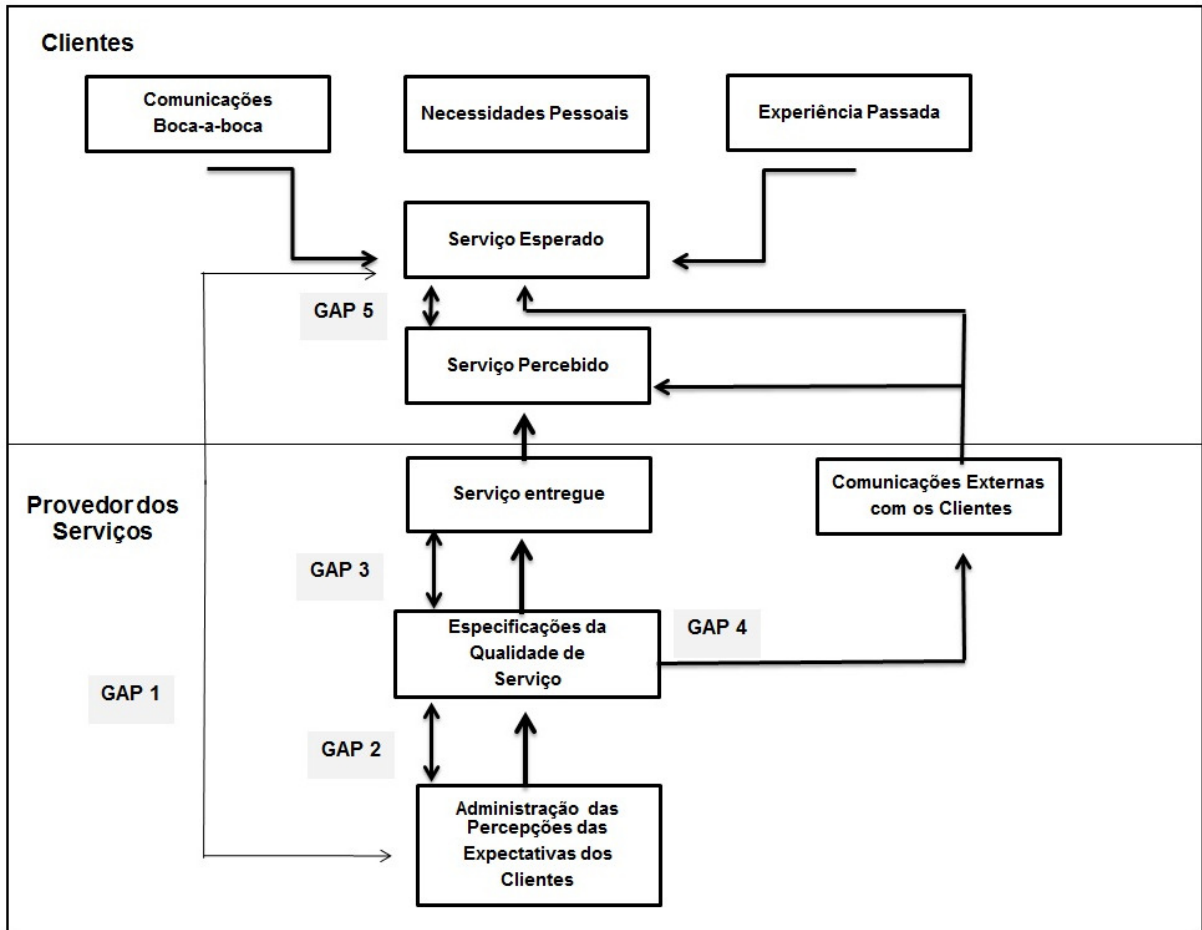 Clientes
Comunicações
Boca-a-boca
Necessidades Pessoais
Experiência Passada
Serviço Esperado
GAP 5
Serviço Percebido
Provedor dos
Serviços
Serviço entregue
Comunicações Externas
com os Clientes
GAP 3
Especificações da
Qualidade de
Serviço
GAP 4
GAP 1
GAP 2
Administração das
Percepções das
Expectativas dos
Clientes